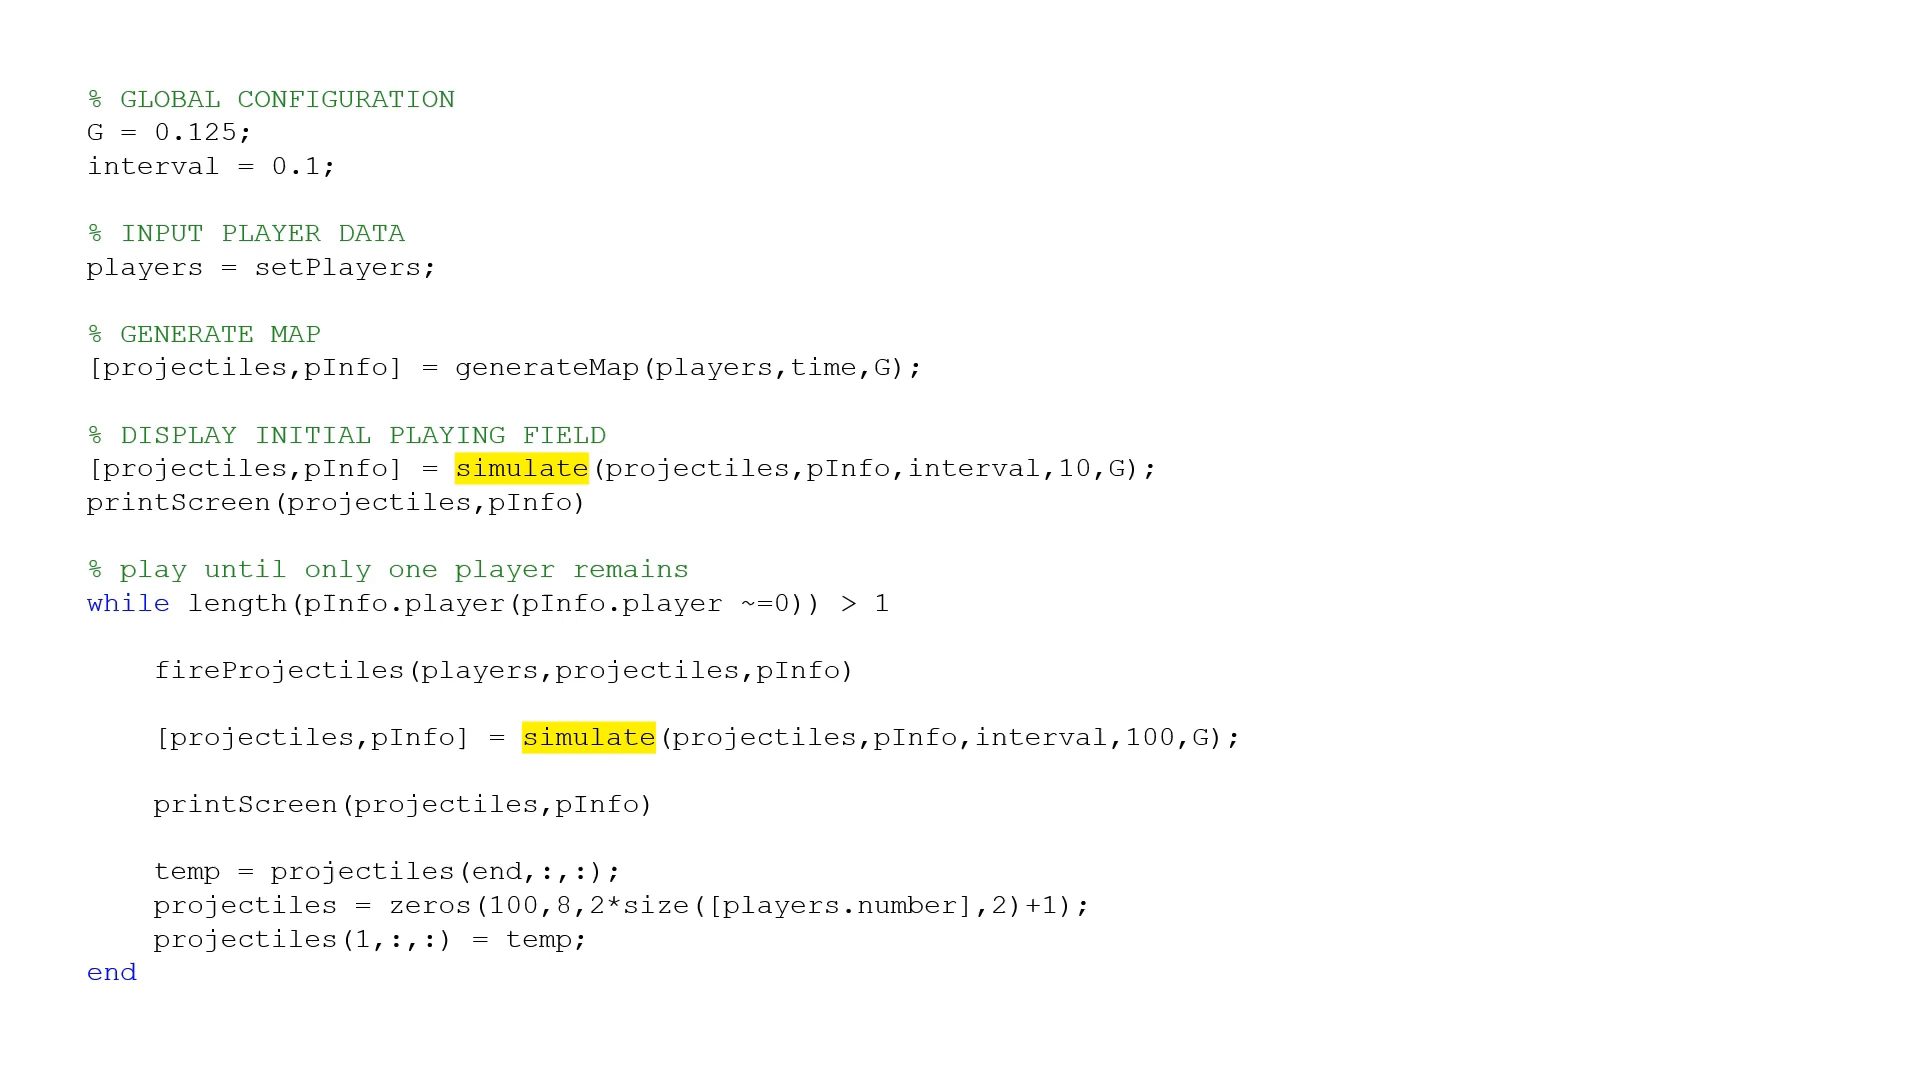 % GLOBAL CONFIGURATION
G = 0.125;
interval = 0.1;
% INPUT PLAYER DATA
players = setPlayers;
% GENERATE MAP
[projectiles,pInfo] = generateMap(players,time,G);
% DISPLAY INITIAL PLAYING FIELD
[projectiles,pInfo] = simulate(projectiles,pInfo,interval,10,G);
printScreen(projectiles,pInfo)
% play until only one player remains
while length(pInfo.player(pInfo.player ~=0)) > 1
fireProjectiles(players,projectiles,pInfo)
[projectiles,pInfo] = simulate(projectiles,pInfo,interval,100,G);
printScreen(projectiles,pInfo)
temp = projectiles(end,:,:);
projectiles = zeros(100,8,2*size([players.number],2)+1);
projectiles(1,:,:) = temp;
end